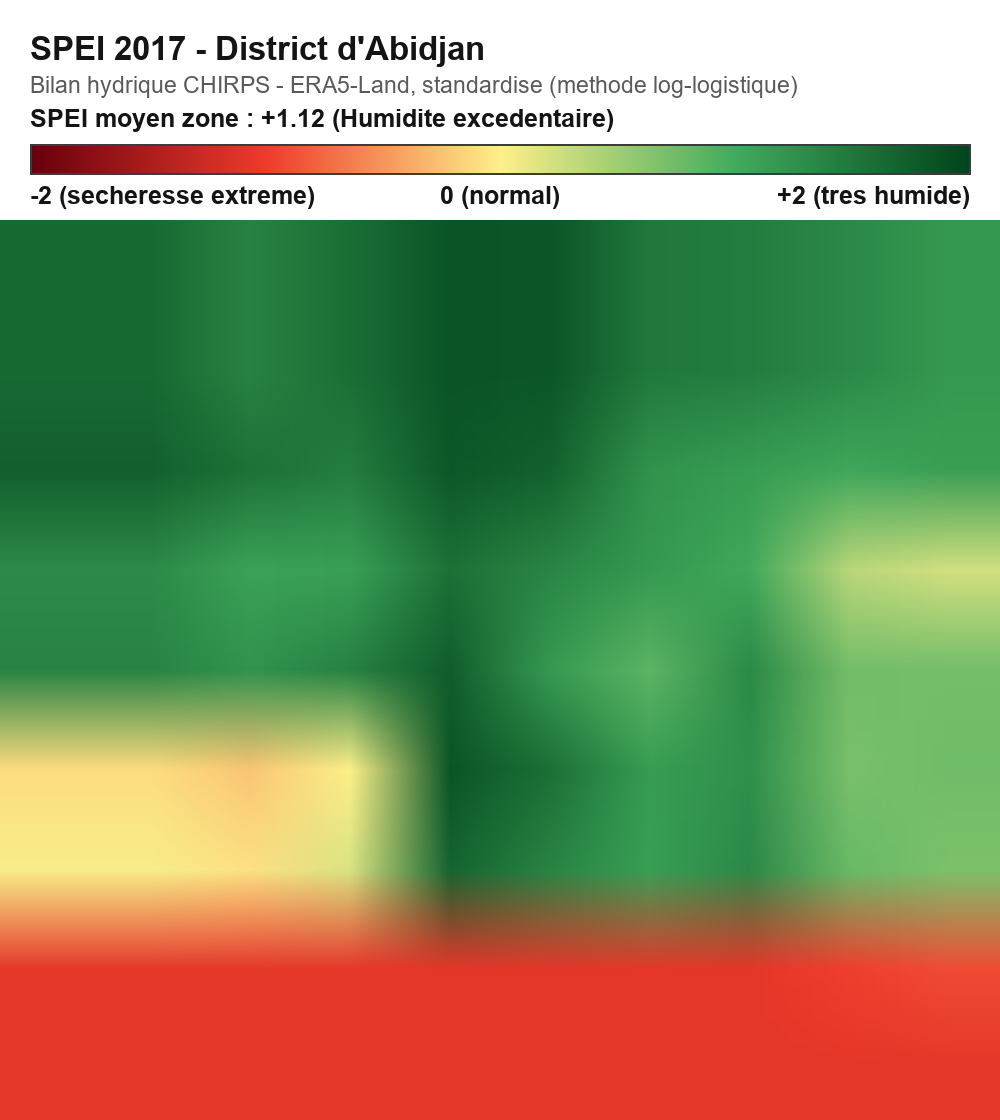 SPEI 2017 - District d'Abidjan
Bilan hydrique CHIRPS - ERA5-Land, standardise (methode log-logistique)
SPEI moyen zone : +1.12 (Humidite excedentaire)
-2 (secheresse extreme) 0 (normal) +2 (tres humide)